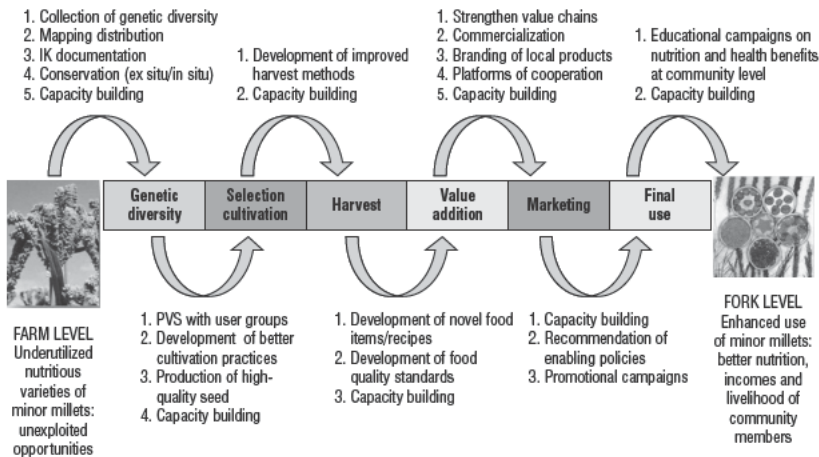 1. Collection of genetic diversity
2. Mapping distribution
3. IK documentation
4. Conservation (ex situ/in situ)
5. Capacity building
1. Development of improved
harvest methods
2. Capacity building
1. Strengthen value chains
2. Commercialization
3. Branding of local products
4. Platforms of cooperation
5. Capacity building
1. Educational campaigns on
nutrition and health benefits
at community level
2. Capacity building
Genetic
diversity
Selection
cultivation
Harvest
Value
addition
Marketing
Final
use
FARM LEVEL
Underutilized
nutritious
varieties of
minor millets:
unexploited
opportunities
1. PVS with user groups
2. Development of better
cultivation practices
3. Production of high-
quality seed
4. Capacity building
1. Development of novel food
items/recipes
2. Development of food
quality standards
3. Capacity building
1. Capacity building
2. Recommendation of
enabling policies
3. Promotional campaigns
FORK LEVEL
Enhanced use
of minor millets:
better nutrition,
incomes and
livelihood of
community
members